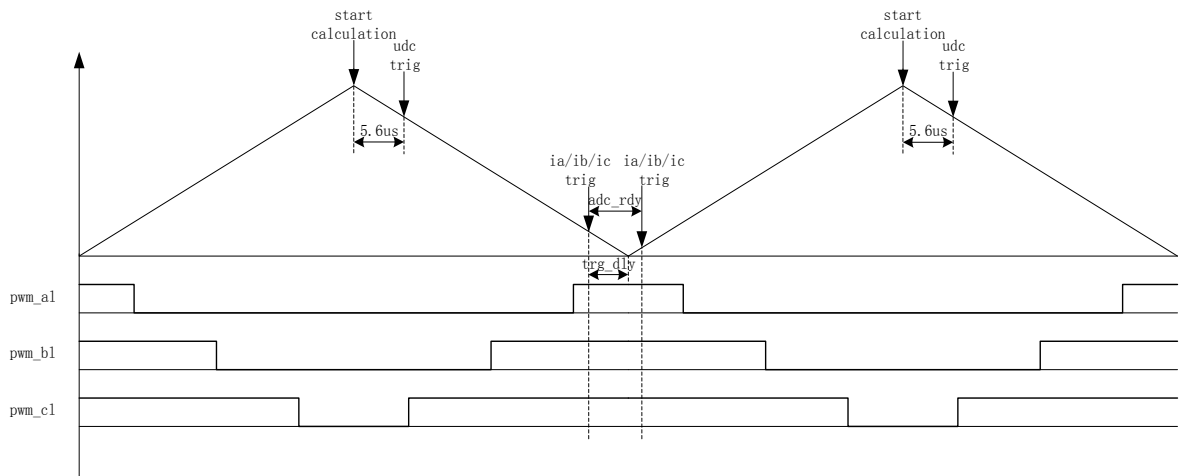 start
calculation
udc
trig
5.6us
ia/ib/ic
trig
ia/ib/ic
trig
adc_rdy
trg_dly
start
calculation
udc
trig
5.6us
pwm_al
pwm_bl
pwm_cl